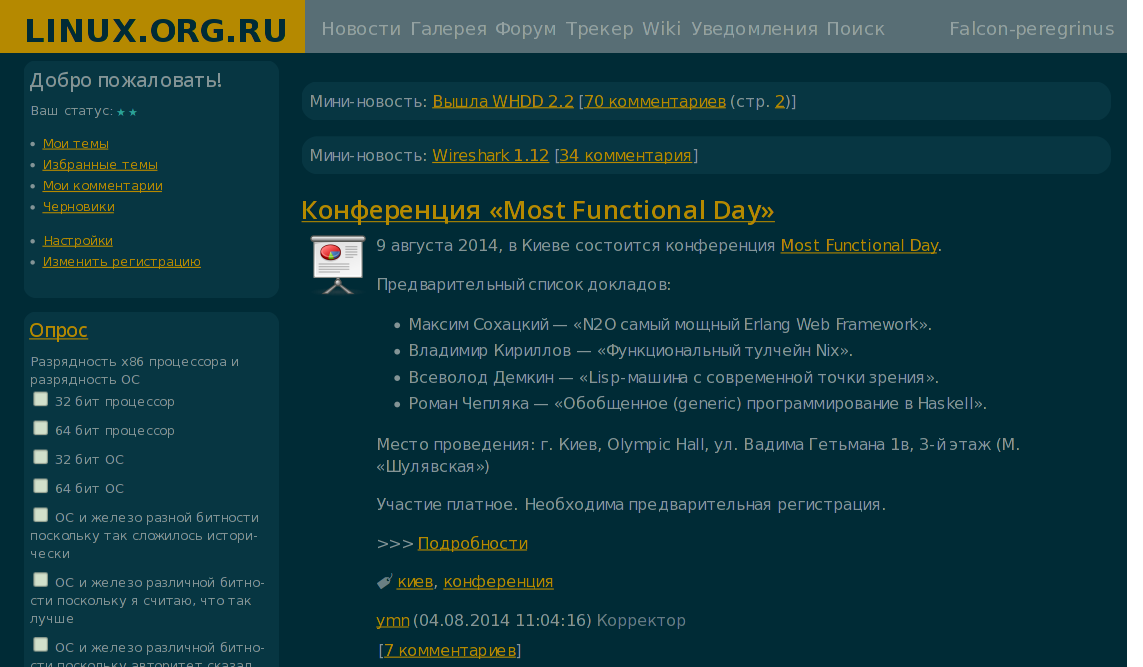 LINUX.ORG.RU
Новости Галерея Форум Трекер Wiki Уведомления Поиск
Falcon-peregrinus
Добро пожаловать!
Ваш статус: ★ ★
• Мои темы
• Избранные темы
• Мои комментарии
• Черновики
• Настройки
• Изменить регистрацию
Опрос
Разрядность x86 процессора и
разрядность ОС
32 бит процессор
64 бит процессор
32 бит ОС
64 бит ОС
ОС и железо разной битности
поскольку так сложилось истори-
чески
ОС и железо различной битно-
сти поскольку я считаю, что так
лучше
ОС и железо различной битно-
сти поскольку авторитет сказал
Мини-новость: Вышла WHDD 2.2 [70 комментариев (стр. 2)]
Мини-новость: Wireshark 1.12 [34 комментария]
Конференция «Most Functional Day»
9 августа 2014, в Киеве состоится конференция Most Functional Day.
Предварительный список докладов:
• Максим Сохацкий — «N2O самый мощный Erlang Web Framework».
• Владимир Кириллов — «Функциональный тулчейн Nix».
• Всеволод Демкин — «Lisp-машина с современной точки зрения».
• Роман Чепляка — «Обобщенное (generic) программирование в Haskell».
Место проведения: г. Киев, Olympic Hall, ул. Вадима Гетьмана 1в, 3-й этаж (М.
«Шулявская»)
Участие платное. Необходима предварительная регистрация.
>>> Подробности
киев, конференция
ymn (04.08.2014 11:04:16) Корректор
[7 комментариев]